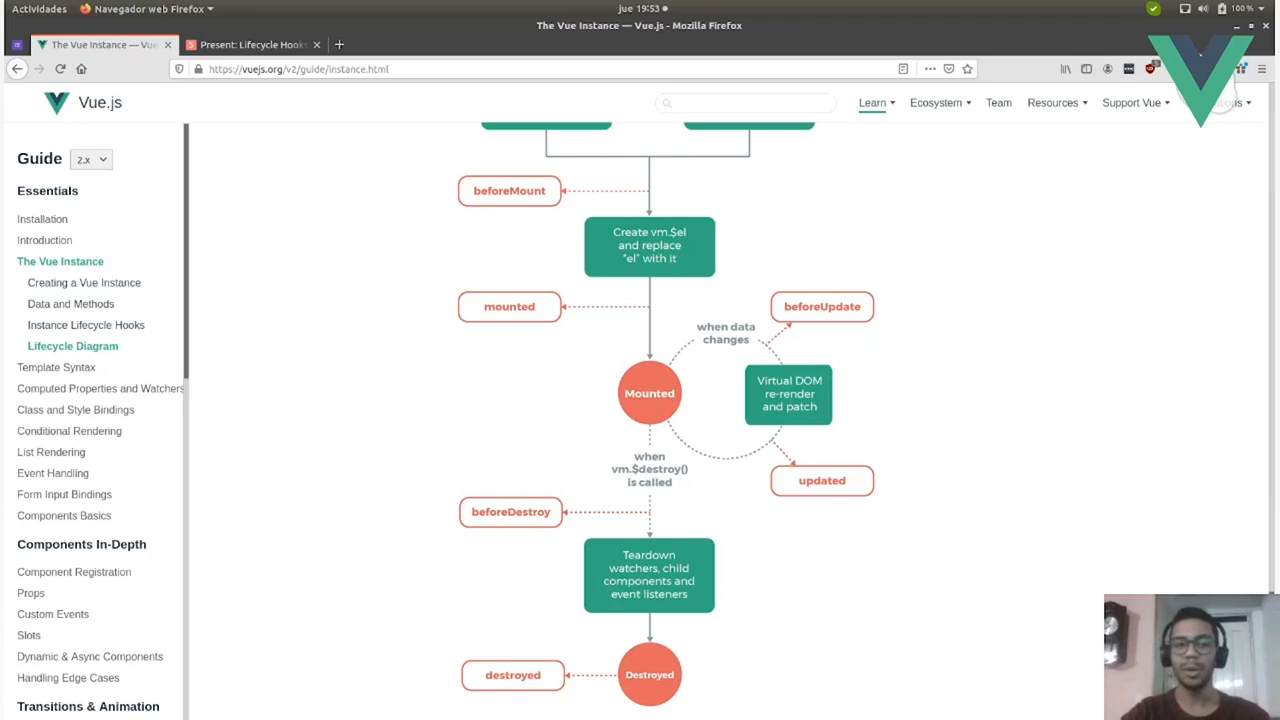 Actividades
Navegador web Firefox
jue 19:53
100 %
The Vue Instance — Vue.js - Mozilla Firefox
The Vue Instance — Vue
Present: Lifecycle Hooks
https://vuejs.org/v2/guide/instance.html
Vue.js
Learn
Ecosystem
Team
Resources
Support Vue
Guide
2.x
Essentials
Installation
Introduction
The Vue Instance
Creating a Vue Instance
Data and Methods
Instance Lifecycle Hooks
Lifecycle Diagram
Template Syntax
Computed Properties and Watchers
Class and Style Bindings
Conditional Rendering
List Rendering
Event Handling
Form Input Bindings
Components Basics
Components In-Depth
Component Registration
Props
Custom Events
Slots
Dynamic & Async Components
Handling Edge Cases
Transitions & Animation
beforeMount
Create vm.$el
and replace
"el" with it
mounted
beforeUpdate
when data
changes
Mounted
Virtual DOM
re-render
and patch
when
vm.$destroy()
is called
updated
beforeDestroy
Teardown
watchers, child
components and
event listeners
destroyed
Destroyed